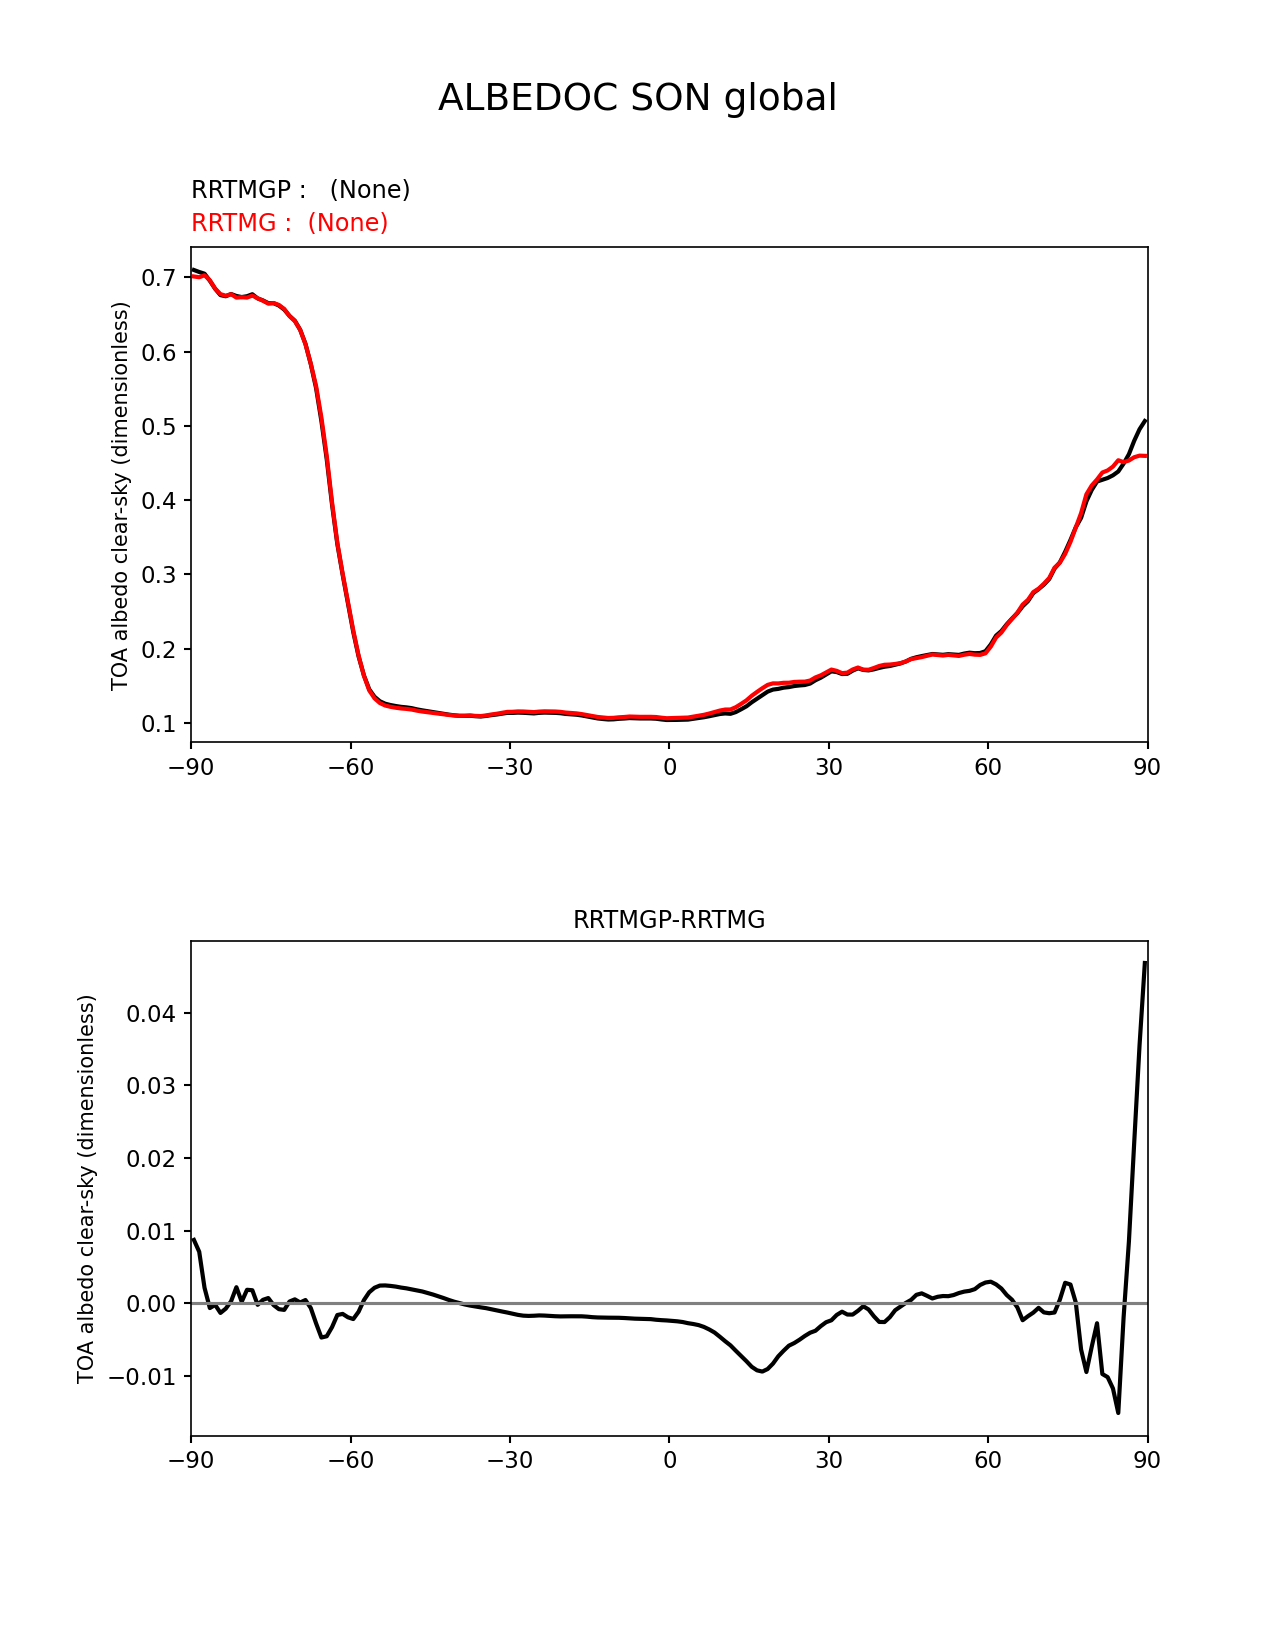 ALBEDOC SON global
RRTMGP :   (None)
RRTMG :  (None)
TOA albedo clear-sky (dimensionless)
0.7
0.6
0.5
0.4
0.3
0.2
0.1
−90 −60 −30 0 30 60 90
RRTMGP-RRTMG
TOA albedo clear-sky (dimensionless)
0.04
0.03
0.02
0.01
0.00
−0.01
−90 −60 −30 0 30 60 90